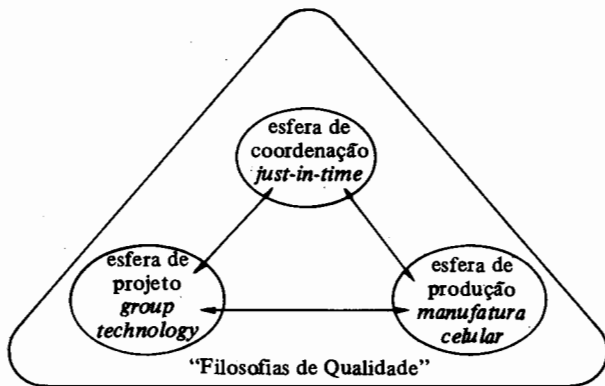 esfera de
coordenação
just-in-time
esfera de
projeto
group
technology
esfera de
produção
manufatura
celular
“Filosofias de Qualidade”